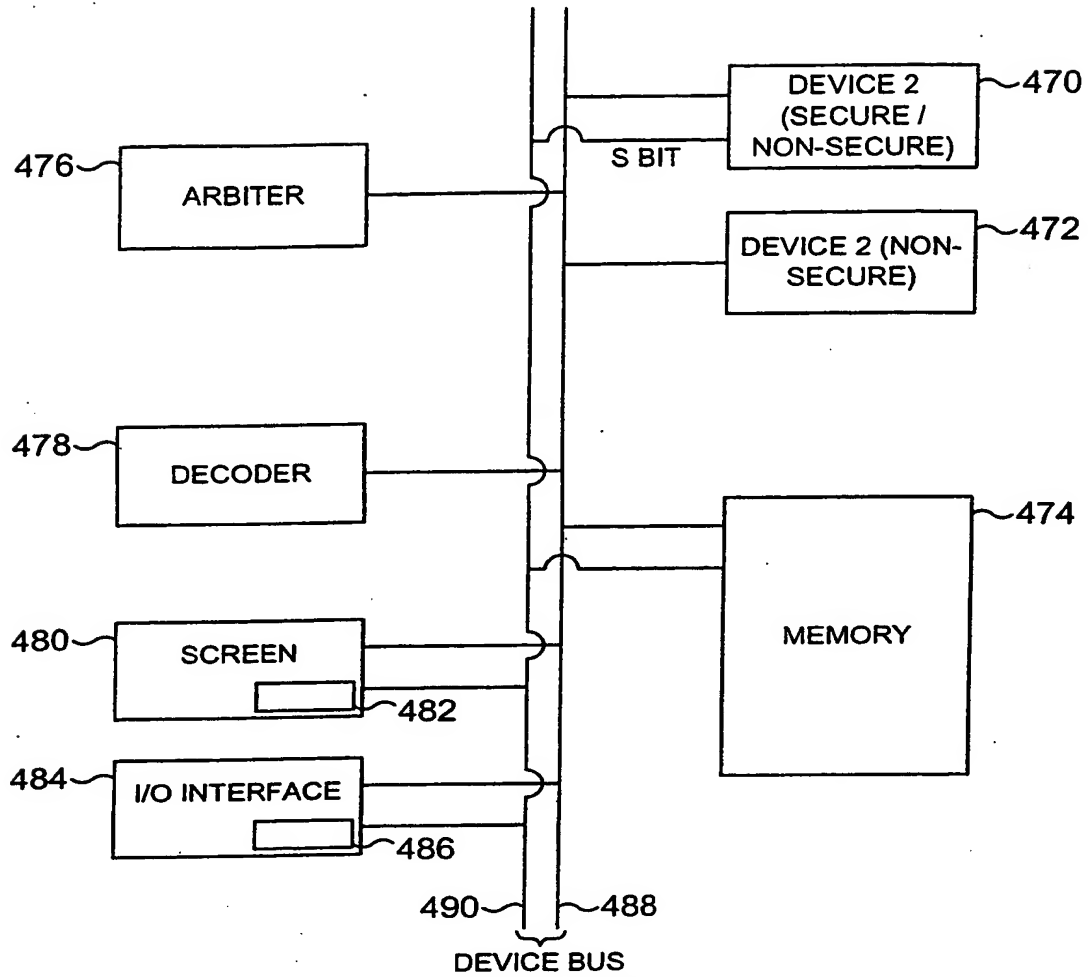 DEVICE 2
(SECURE /
NON-SECURE)
470
S BIT
476
ARBITER
DEVICE 2 (NON-
SECURE)
472
478
DECODER
474
MEMORY
480
SCREEN
482
484
I/O INTERFACE
486
490
488
DEVICE BUS